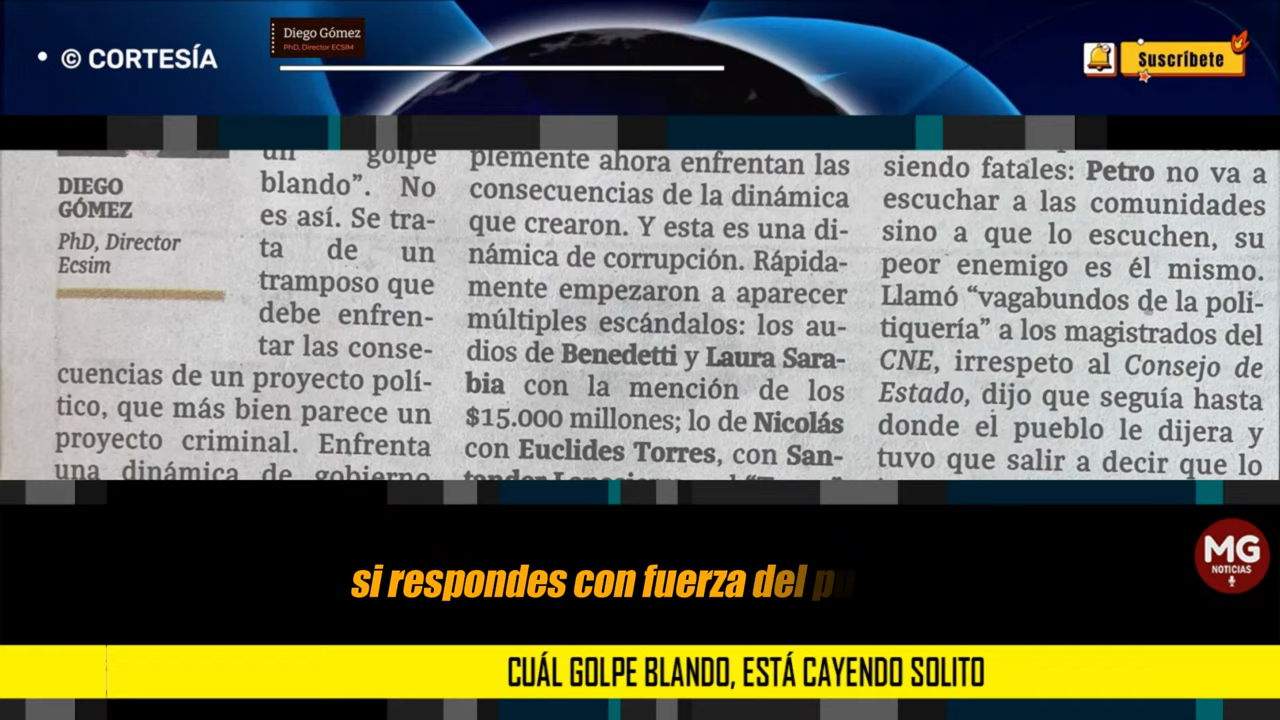 • © CORTESÍA
Diego Gómez
PhD, Director ECSIM
Suscríbete
DIEGO
GÓMEZ
PhD, Director
Ecsim
un golpe
blando”. No
es así. Se tra-
ta de un
tramposo que
debe enfren-
tar las conse-
cuencias de un proyecto polí-
tico, que más bien parece un
proyecto criminal. Enfrenta
una dinámica de gobierno
plemente ahora enfrentan las
consecuencias de la dinámica
que crearon. Y esta es una di-
námica de corrupción. Rápida-
mente empezaron a aparecer
múltiples escándalos: los au-
dios de Benedetti y Laura Sara-
bia con la mención de los
$15.000 millones; lo de Nicolás
con Euclides Torres, con San-
siendo fatales: Petro no va a
escuchar a las comunidades
sino a que lo escuchen, su
peor enemigo es él mismo.
Llamó “vagabundos de la poli-
tiquería” a los magistrados del
CNE, irrespeto al Consejo de
Estado, dijo que seguía hasta
donde el pueblo le dijera y
tuvo que salir a decir que lo
si respondes con fuerza del pu
MG
NOTICIAS
CUÁL GOLPE BLANDO, ESTÁ CAYENDO SOLITO